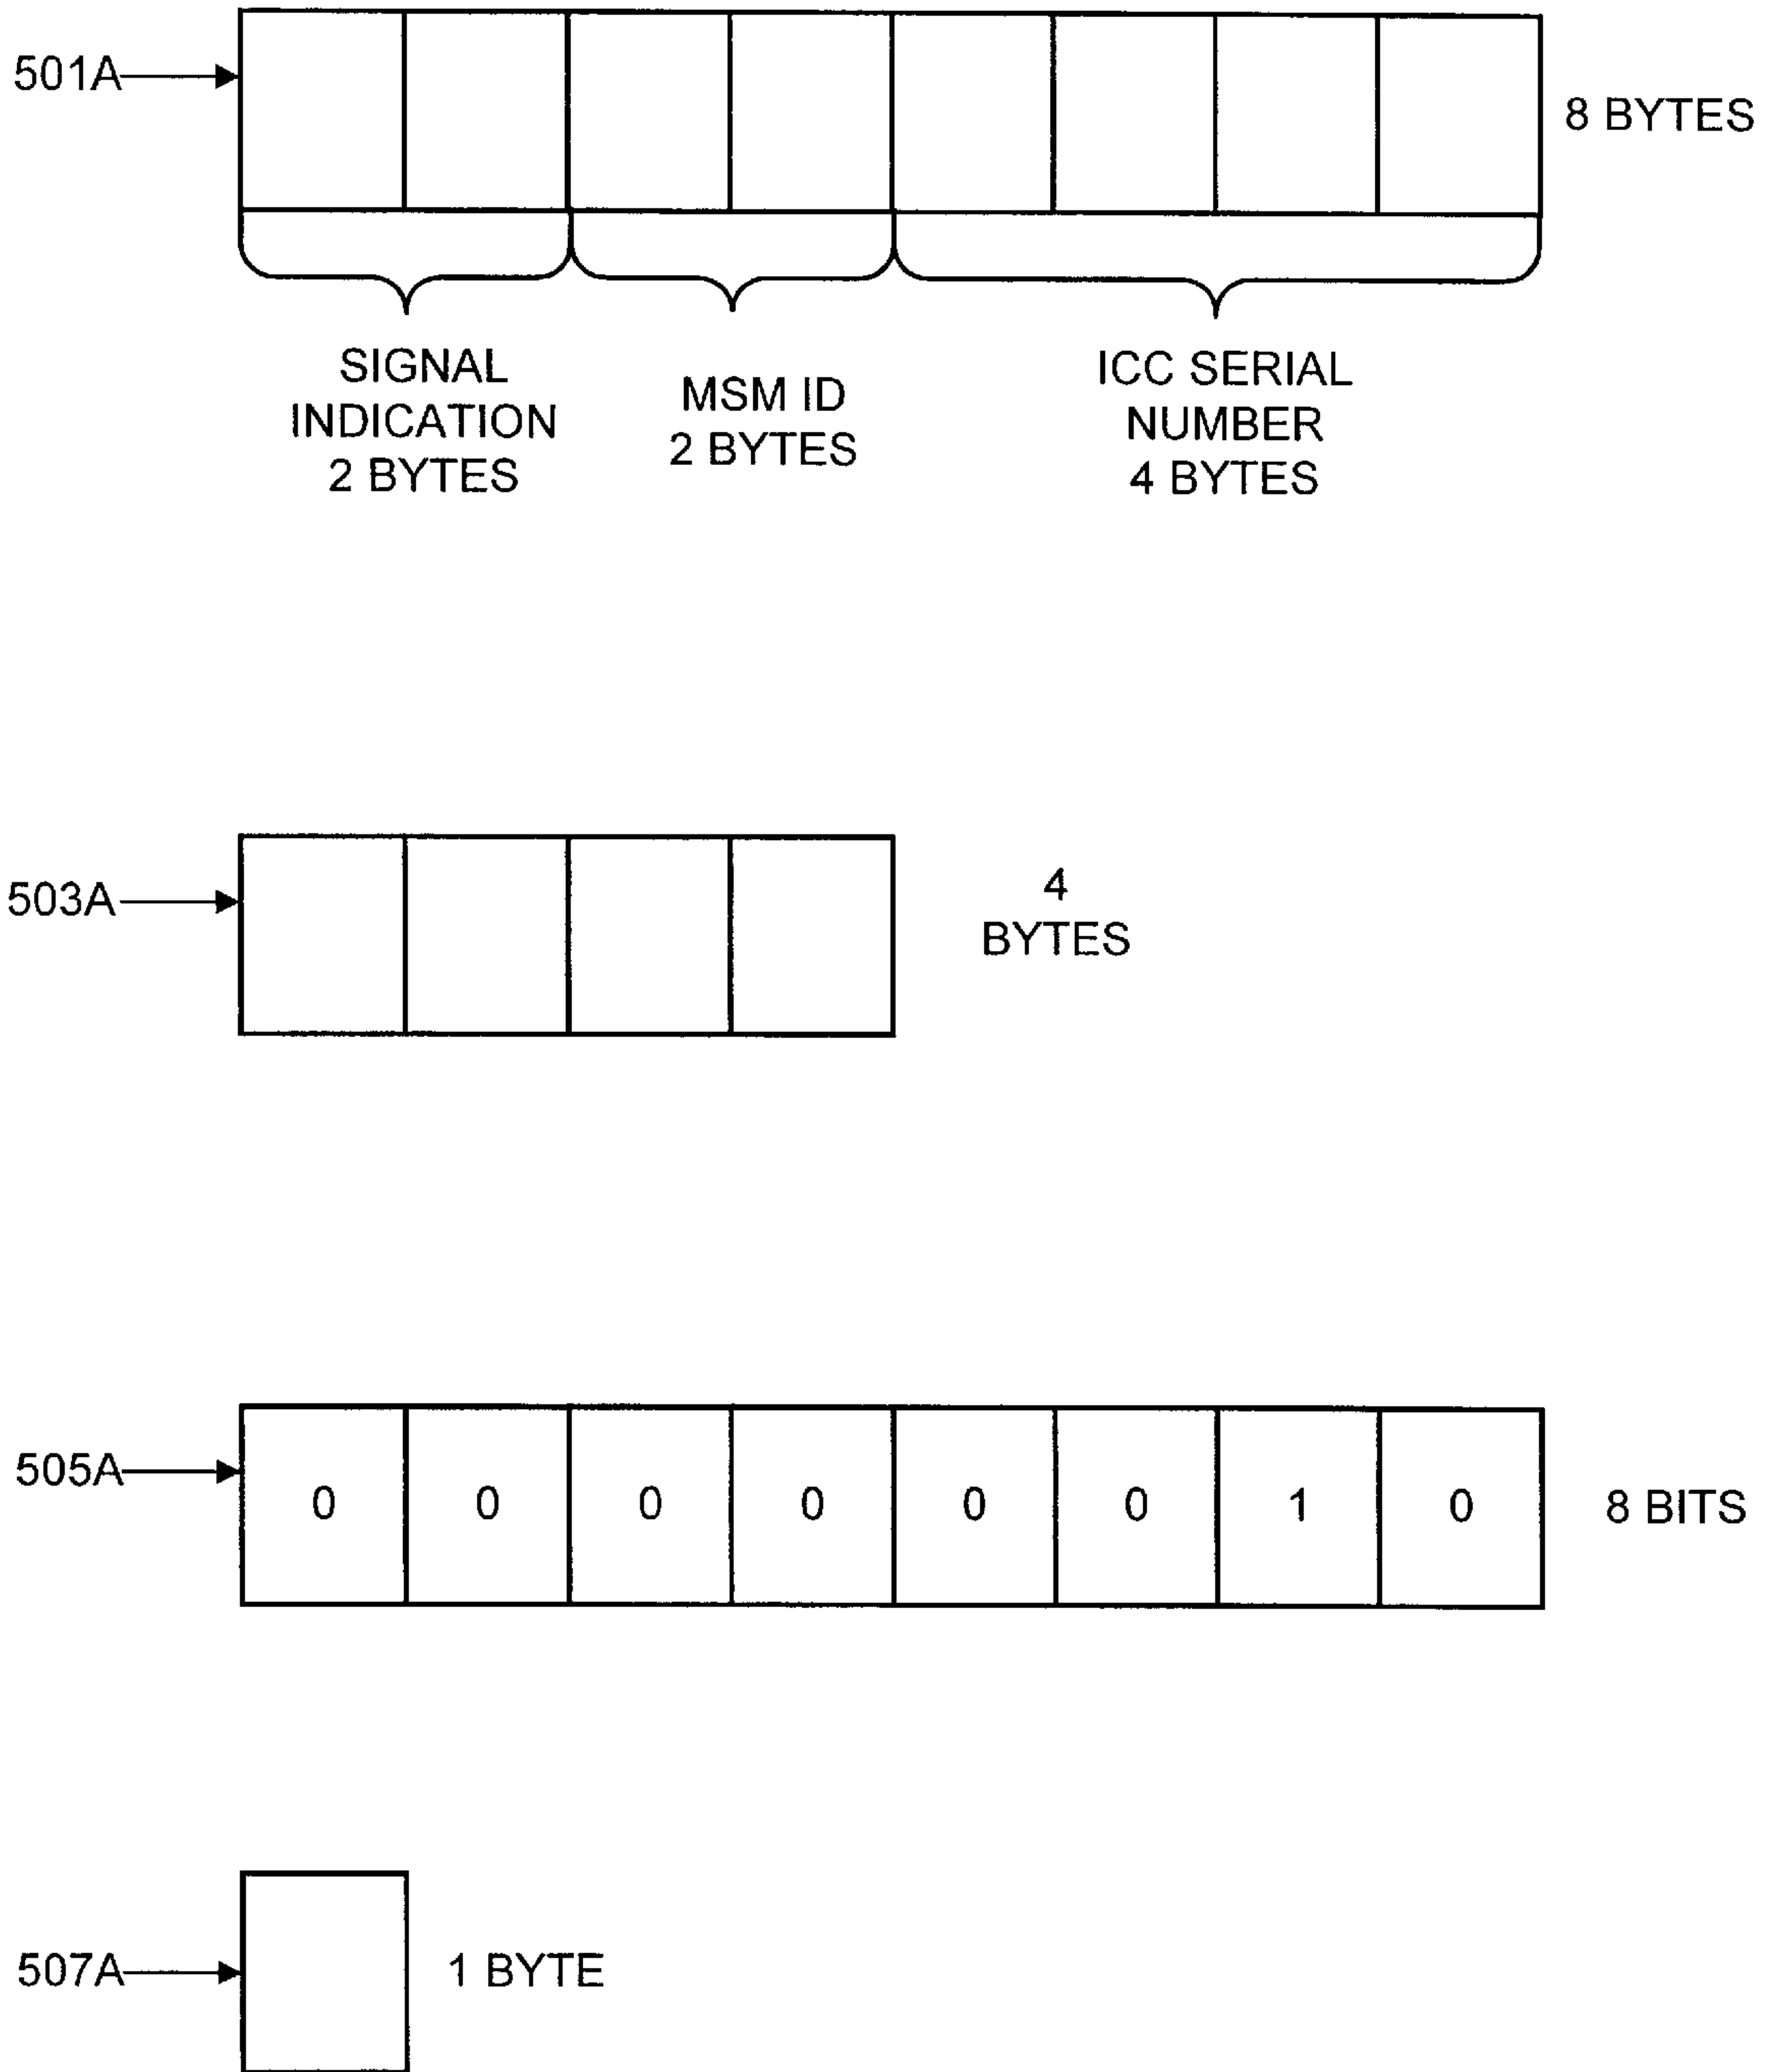 501A
8 BYTES
SIGNAL
INDICATION
2 BYTES
MSM ID
2 BYTES
ICC SERIAL
NUMBER
4 BYTES
503A
4
BYTES
505A
0 0 0 0 0 0 1 0
8 BITS
507A
1 BYTE